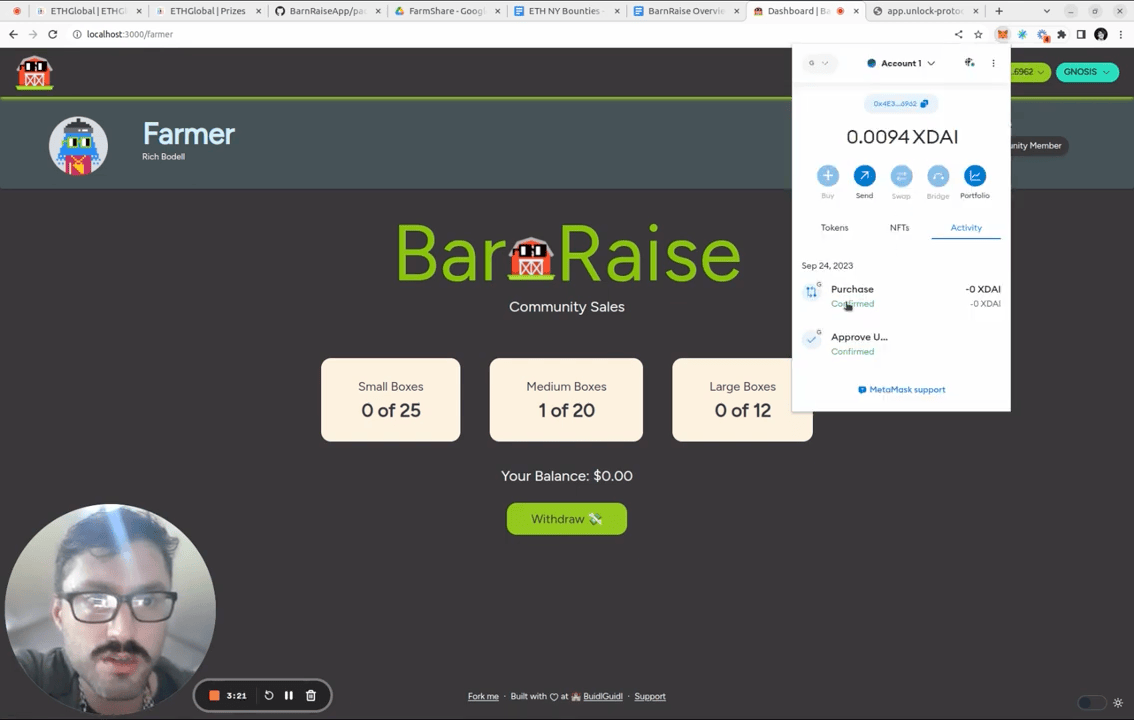 ETHGlobal | ETHG
ETHGlobal | Prizes
BarnRaiseApp/pa
FarmShare - Googl
ETH NY Bounties -
BarnRaise Overvie
Dashboard | Ba
app.unlock-proto
localhost:3000/farmer
G
Account 1
.6962
GNOSIS
0x4E3...69d2
Farmer
Rich Bodell
0.0094 XDAI
unity Member
Buy
Send
Swap
Bridge
Portfolio
Tokens
NFTs
Activity
Sep 24, 2023
Purchase
-0 XDAI
Confirmed
-0 XDAI
Approve U...
Confirmed
MetaMask support
BarnRaise
Community Sales
Small Boxes
0 of 25
Medium Boxes
1 of 20
Large Boxes
0 of 12
Your Balance: $0.00
Withdraw 💸
3:21
Fork me · Built with ♡ at 🏰 BuidlGuidl · Support